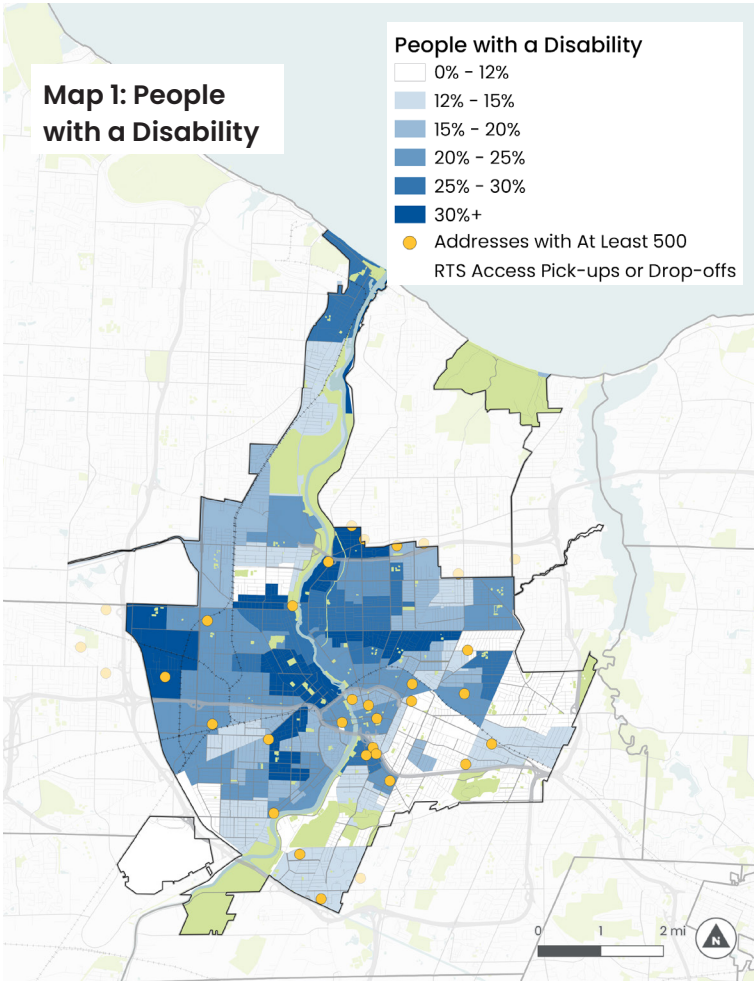 Map 1: People
with a Disability
People with a Disability
0% - 12%
12% - 15%
15% - 20%
20% - 25%
25% - 30%
30%+
Addresses with At Least 500
RTS Access Pick-ups or Drop-offs
0 1 2 mi
N